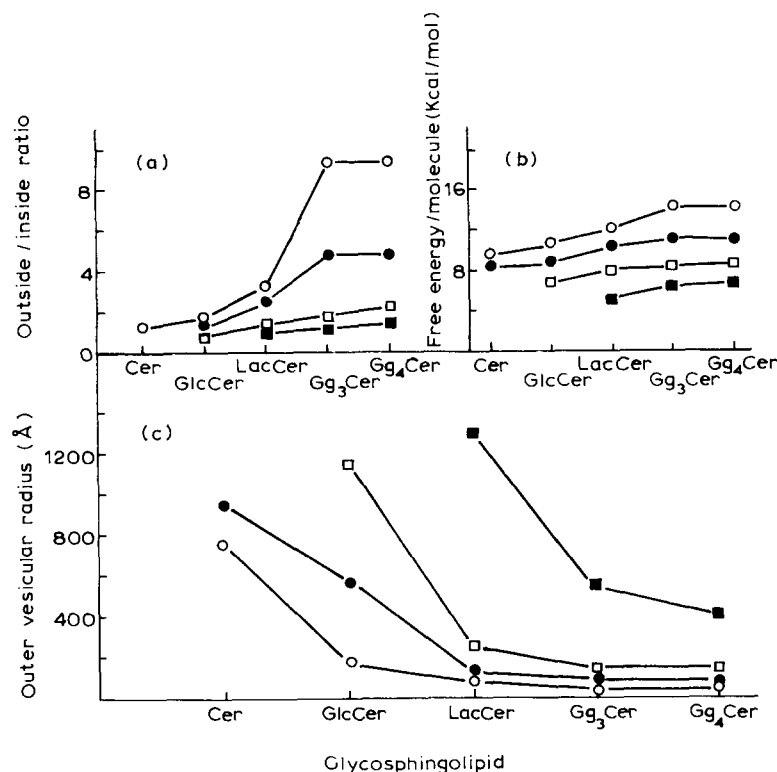 (a)
Outside/inside ratio
8
4
0
Cer
GlcCer
LacCer
Gg₃Cer
Gg₄Cer
(b)
Free energy/molecule (Kcal/mol)
16
8
Cer
GlcCer
LacCer
Gg₃Cer
Gg₄Cer
(c)
Outer vesicular radius (Å)
1200
800
400
Cer
GlcCer
LacCer
Gg₃Cer
Gg₄Cer
Glycosphingolipid